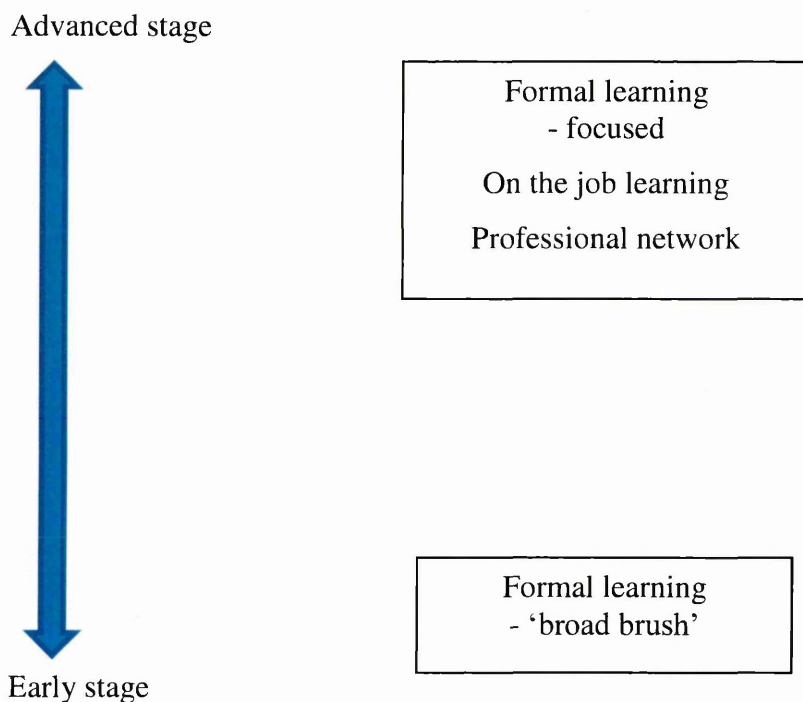 Advanced stage
Formal learning
- focused
On the job learning
Professional network
Formal learning
- ‘broad brush’
Early stage